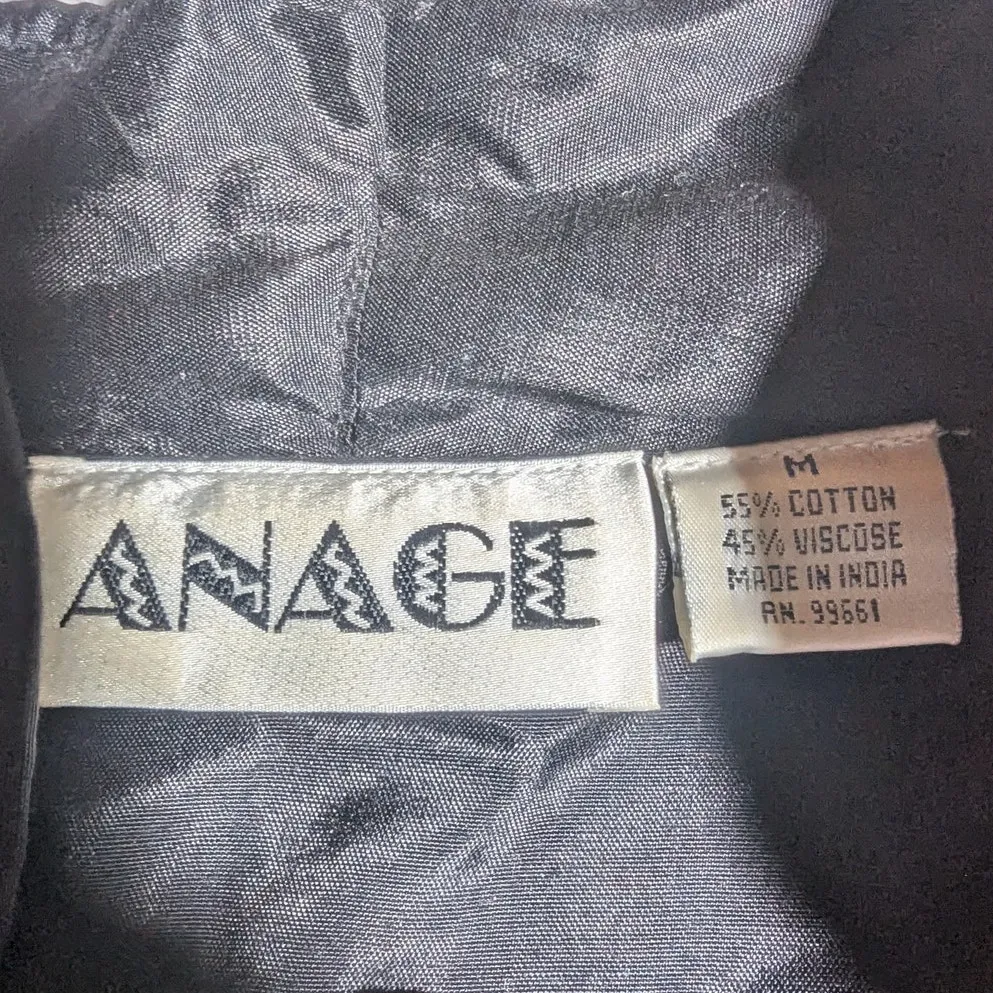 ANAGE
M
55% COTTON
45% VISCOSE
MADE IN INDIA
RN. 99661